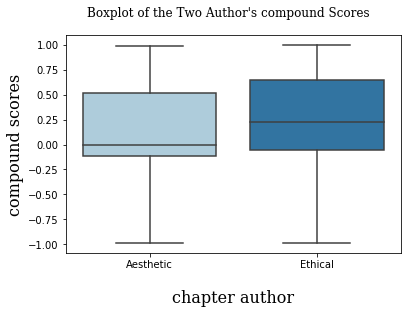 Boxplot of the Two Author's compound Scores
compound scores
1.00
0.75
0.50
0.25
0.00
−0.25
−0.50
−0.75
−1.00
Aesthetic
Ethical
chapter author